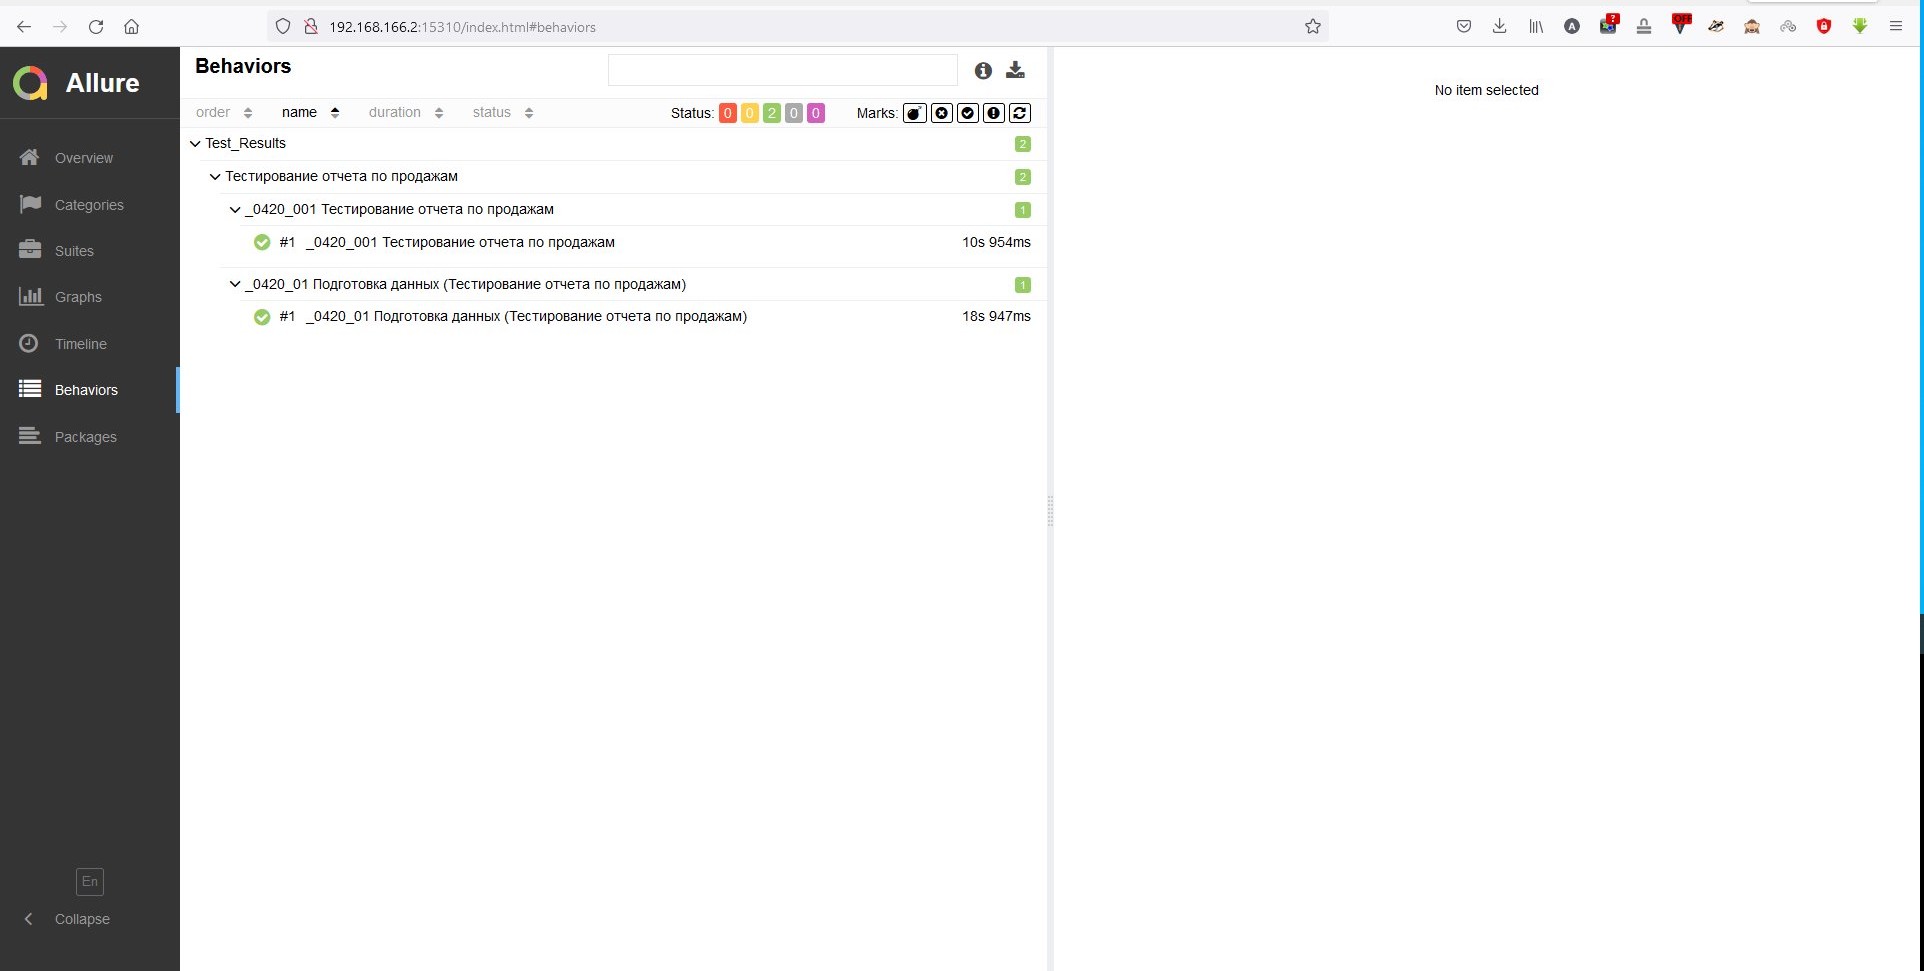 192.168.166.2:15310/index.html#behaviors
A
?
OFF
Allure
Overview
Categories
Suites
Graphs
Timeline
Behaviors
Packages
En
Collapse
Behaviors
order name duration status Status: 0 0 2 0 0 Marks:
Test_Results 2
Тестирование отчета по продажам 2
_0420_001 Тестирование отчета по продажам 1
#1 _0420_001 Тестирование отчета по продажам 10s 954ms
_0420_01 Подготовка данных (Тестирование отчета по продажам) 1
#1 _0420_01 Подготовка данных (Тестирование отчета по продажам) 18s 947ms
No item selected